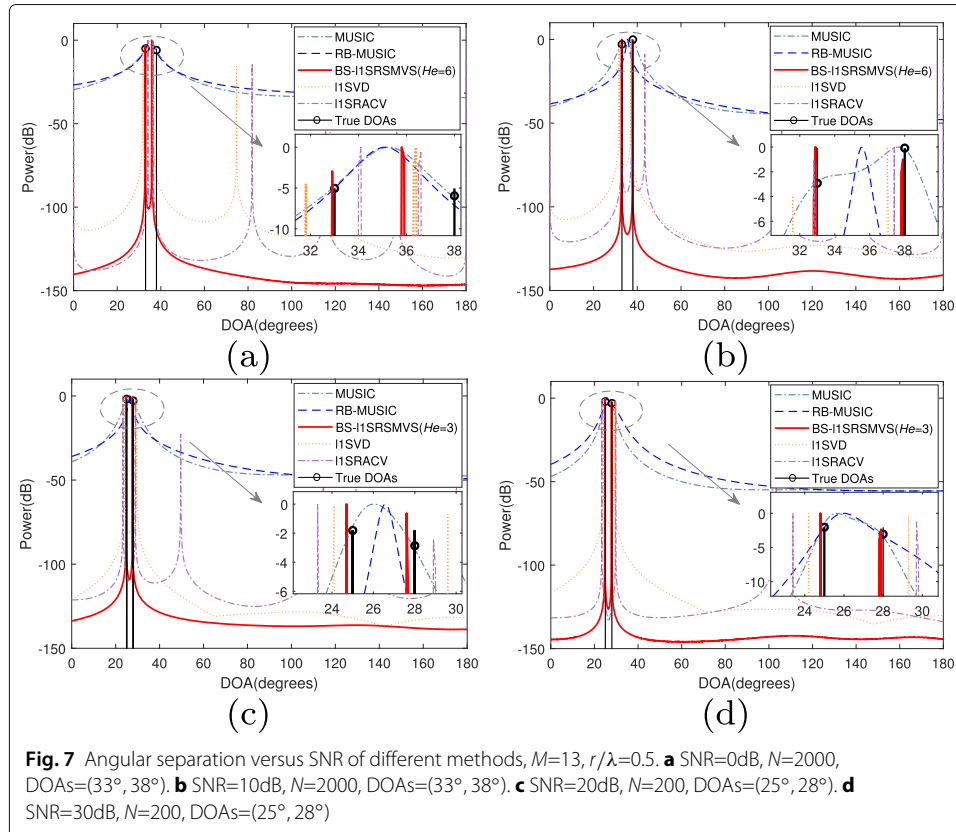 0
-50
-100
-150
Power(dB)
0 20 40 60 80 100 120 140 160 180
DOA(degrees)
MUSIC
RB-MUSIC
BS-l1SRSMVS(He=6)
l1SVD
l1SRACV
True DOAs
0
-5
-10
32 34 36 38
(a)
0
-50
-100
-150
Power(dB)
0 20 40 60 80 100 120 140 160 180
DOA(degrees)
MUSIC
RB-MUSIC
BS-l1SRSMVS(He=6)
l1SVD
l1SRACV
True DOAs
0
-2
-4
-6
32 34 36 38
(b)
0
-50
-100
-150
Power(dB)
0 20 40 60 80 100 120 140 160 180
DOA(degrees)
MUSIC
RB-MUSIC
BS-l1SRSMVS(He=3)
l1SVD
l1SRACV
True DOAs
0
-2
-4
-6
24 26 28 30
(c)
0
-50
-100
-150
Power(dB)
0 20 40 60 80 100 120 140 160 180
DOA(degrees)
MUSIC
RB-MUSIC
BS-l1SRSMVS(He=3)
l1SVD
l1SRACV
True DOAs
0
-5
-10
24 26 28 30
(d)
Fig. 7 Angular separation versus SNR of different methods, M=13, r/λ=0.5. a SNR=0dB, N=2000,
DOAs=(33°, 38°). b SNR=10dB, N=2000, DOAs=(33°, 38°). c SNR=20dB, N=200, DOAs=(25°, 28°). d
SNR=30dB, N=200, DOAs=(25°, 28°)